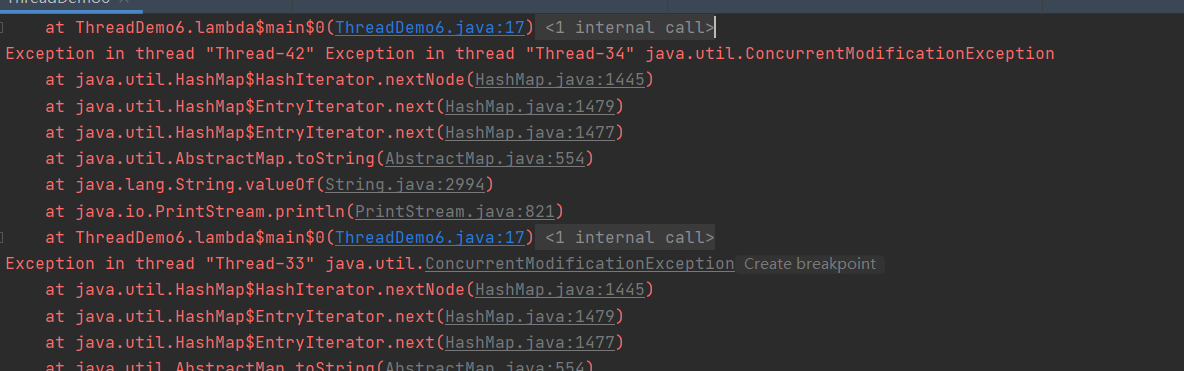 ThreadDemo6 ×
at ThreadDemo6.lambda$main$0(ThreadDemo6.java:17) <1 internal call>
Exception in thread "Thread-42" Exception in thread "Thread-34" java.util.ConcurrentModificationException
at java.util.HashMap$HashIterator.nextNode(HashMap.java:1445)
at java.util.HashMap$EntryIterator.next(HashMap.java:1479)
at java.util.HashMap$EntryIterator.next(HashMap.java:1477)
at java.util.AbstractMap.toString(AbstractMap.java:554)
at java.lang.String.valueOf(String.java:2994)
at java.io.PrintStream.println(PrintStream.java:821)
at ThreadDemo6.lambda$main$0(ThreadDemo6.java:17) <1 internal call>
Exception in thread "Thread-33" java.util.ConcurrentModificationException Create breakpoint
at java.util.HashMap$HashIterator.nextNode(HashMap.java:1445)
at java.util.HashMap$EntryIterator.next(HashMap.java:1479)
at java.util.HashMap$EntryIterator.next(HashMap.java:1477)
at java.util.AbstractMap.toString(AbstractMap.java:554)